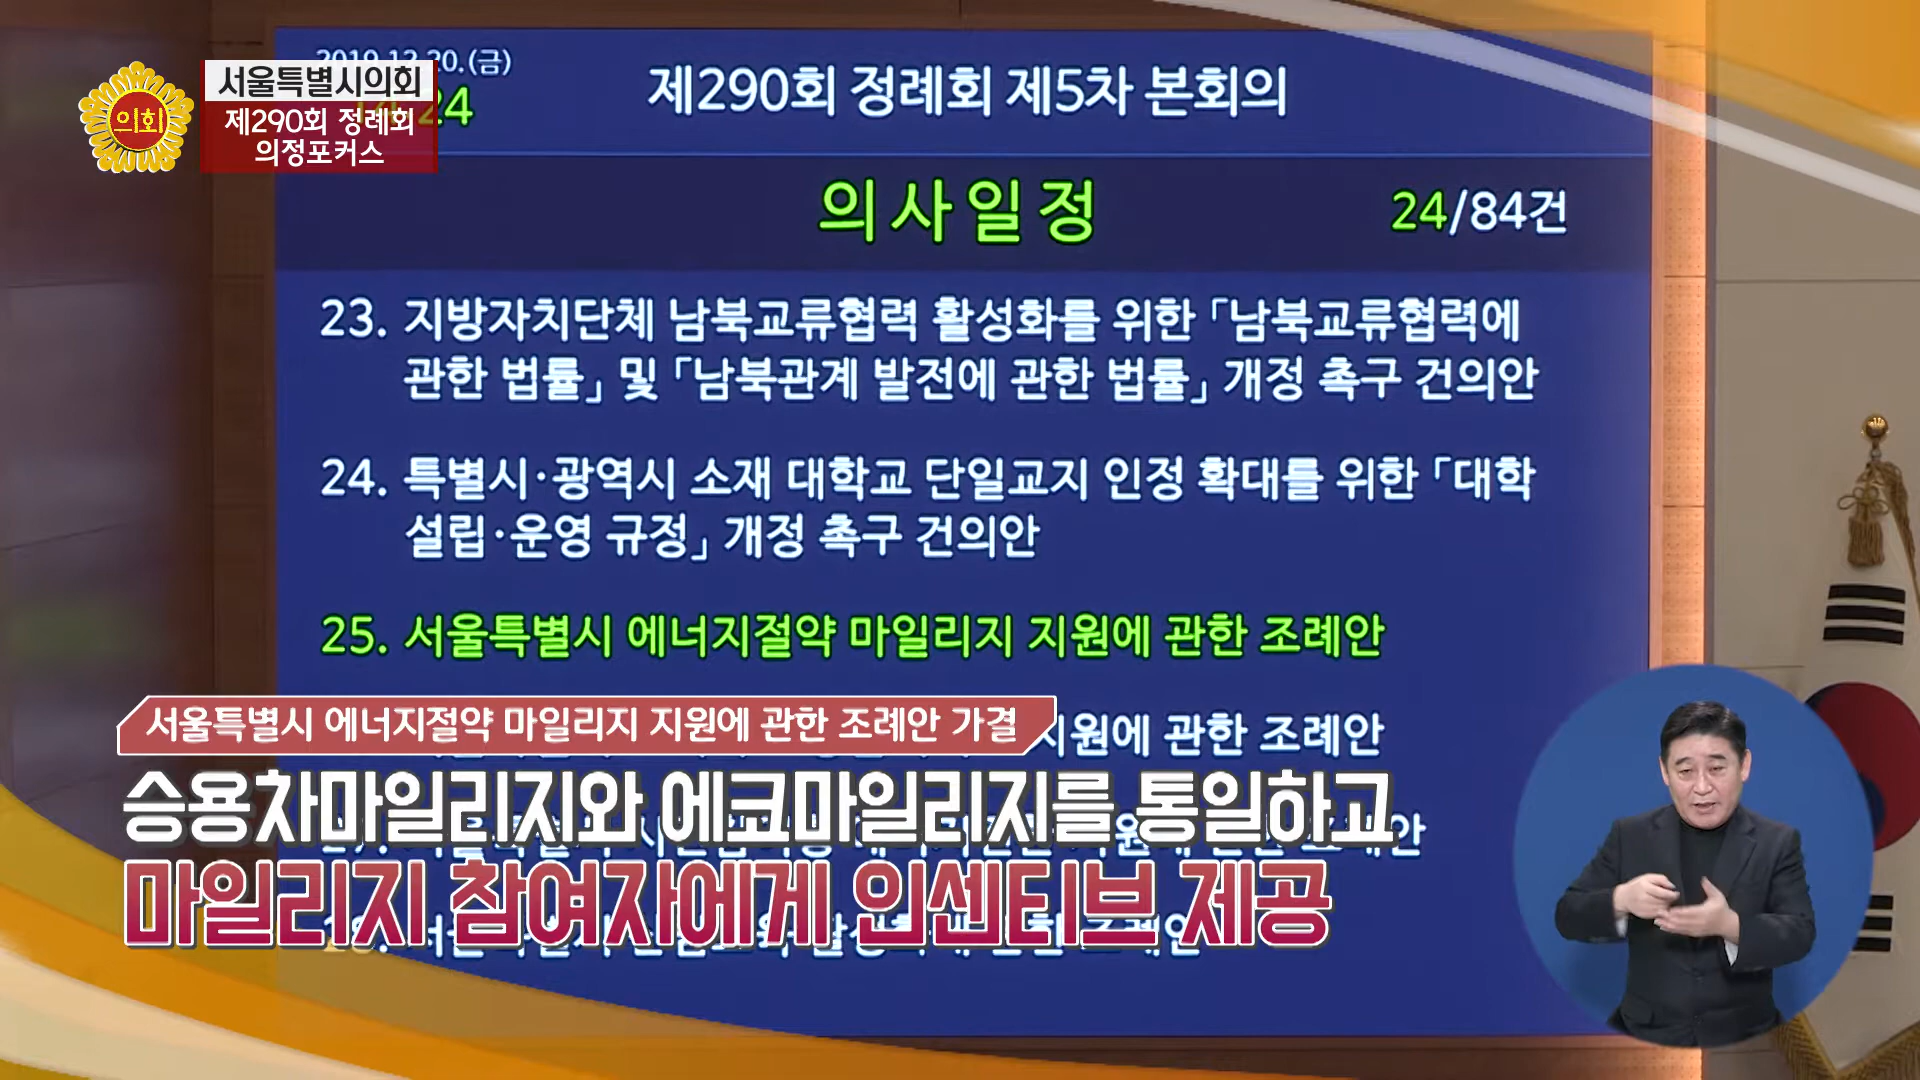 의회
서울특별시의회
제290회 정례회
의정포커스
2019.12.20.(금)
24
제290회 정례회 제5차 본회의
의사일정
24/84건
23. 지방자치단체 남북교류협력 활성화를 위한 「남북교류협력에
관한 법률」 및 「남북관계 발전에 관한 법률」 개정 촉구 건의안
24. 특별시·광역시 소재 대학교 단일교지 인정 확대를 위한 「대학
설립·운영 규정」 개정 촉구 건의안
25. 서울특별시 에너지절약 마일리지 지원에 관한 조례안
서울특별시 에너지절약 마일리지 지원에 관한 조례안 가결
지원에 관한 조례안
승용차마일리지와 에코마일리지를 통일하고
마일리지 참여자에게 인센티브 제공